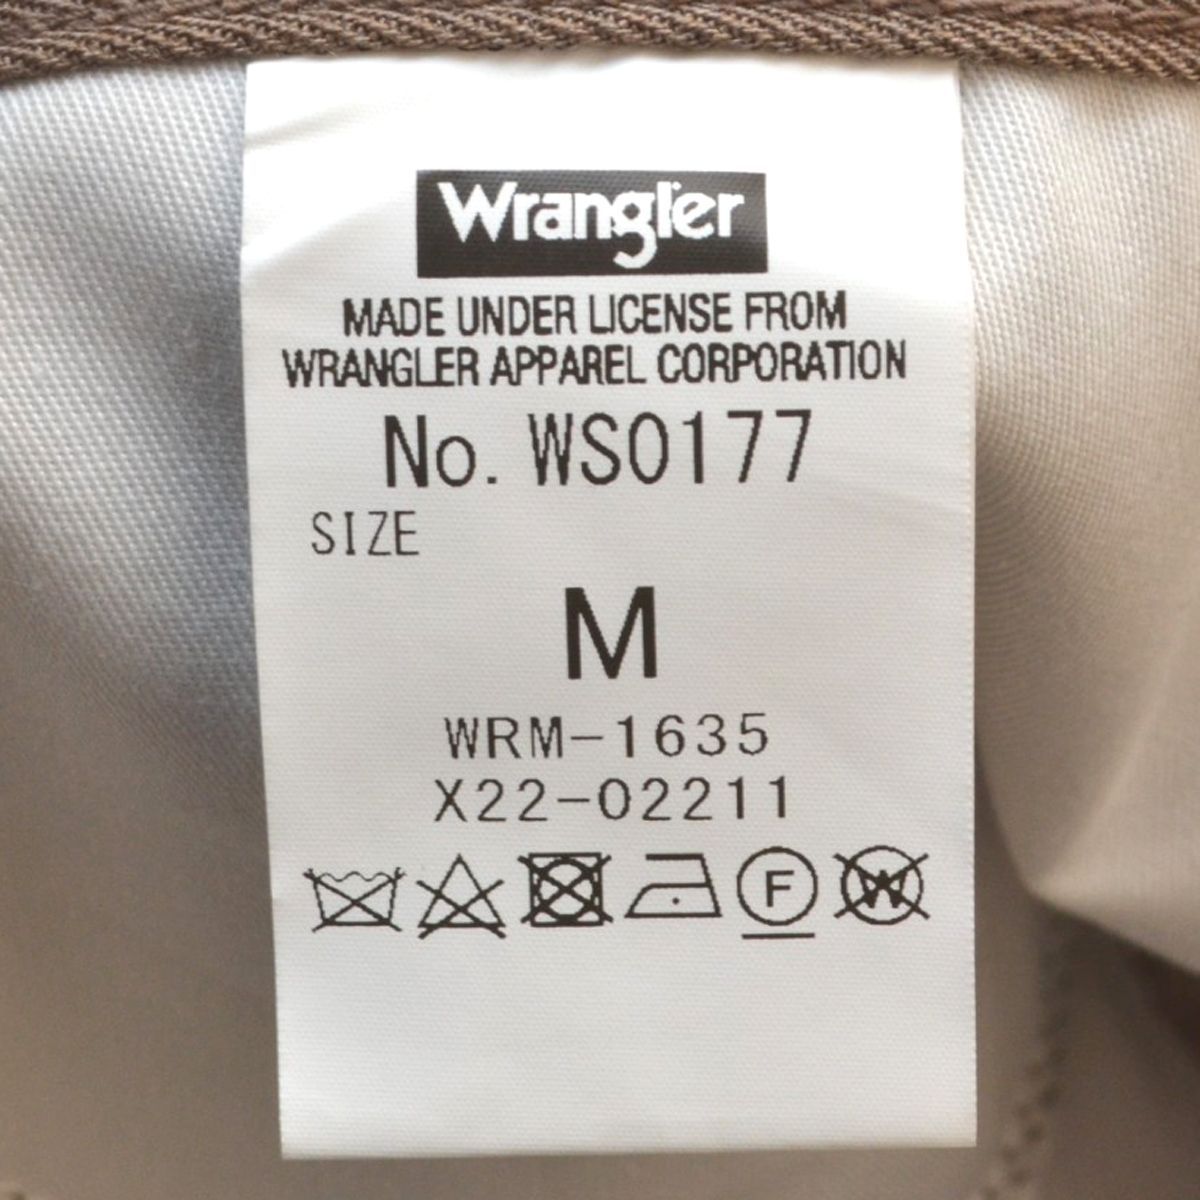 Wrangler
MADE UNDER LICENSE FROM
WRANGLER APPAREL CORPORATION
No. WS0177
SIZE
M
WRM-1635
X22-02211
F W